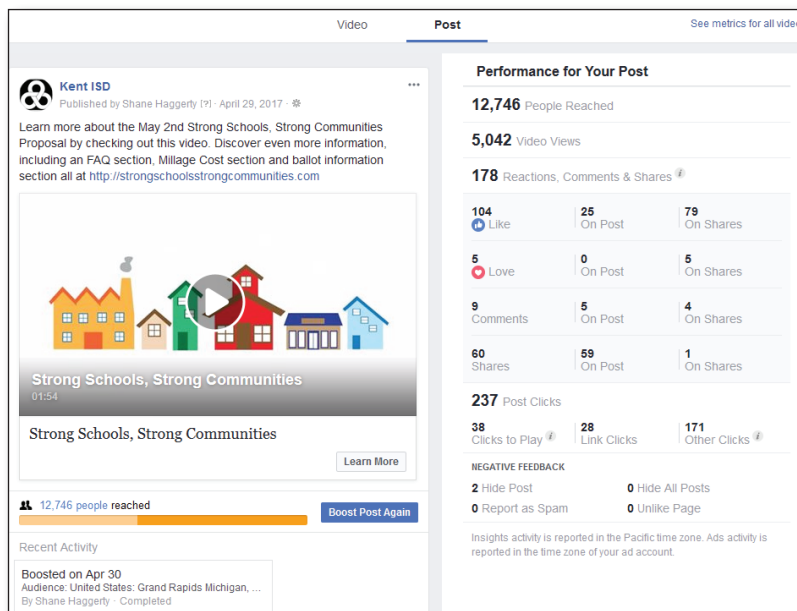 Video
Post
See metrics for all video
Kent ISD
Published by Shane Haggerty [?] · April 29, 2017 ·
Learn more about the May 2nd Strong Schools, Strong Communities
Proposal by checking out this video. Discover even more information,
including an FAQ section, Millage Cost section and ballot information
section all at http://strongschoolsstrongcommunities.com
Strong Schools, Strong Communities
01:54
Strong Schools, Strong Communities
Learn More
12,746 people reached
Boost Post Again
Recent Activity
Boosted on Apr 30
Audience: United States: Grand Rapids Michigan, ...
By Shane Haggerty · Completed
Performance for Your Post
12,746 People Reached
5,042 Video Views
178 Reactions, Comments & Shares
104 25 79
Like On Post On Shares
5 0 5
Love On Post On Shares
9 5 4
Comments On Post On Shares
60 59 1
Shares On Post On Shares
237 Post Clicks
38 28 171
Clicks to Play Link Clicks Other Clicks
NEGATIVE FEEDBACK
2 Hide Post 0 Hide All Posts
0 Report as Spam 0 Unlike Page
Insights activity is reported in the Pacific time zone. Ads activity is
reported in the time zone of your ad account.